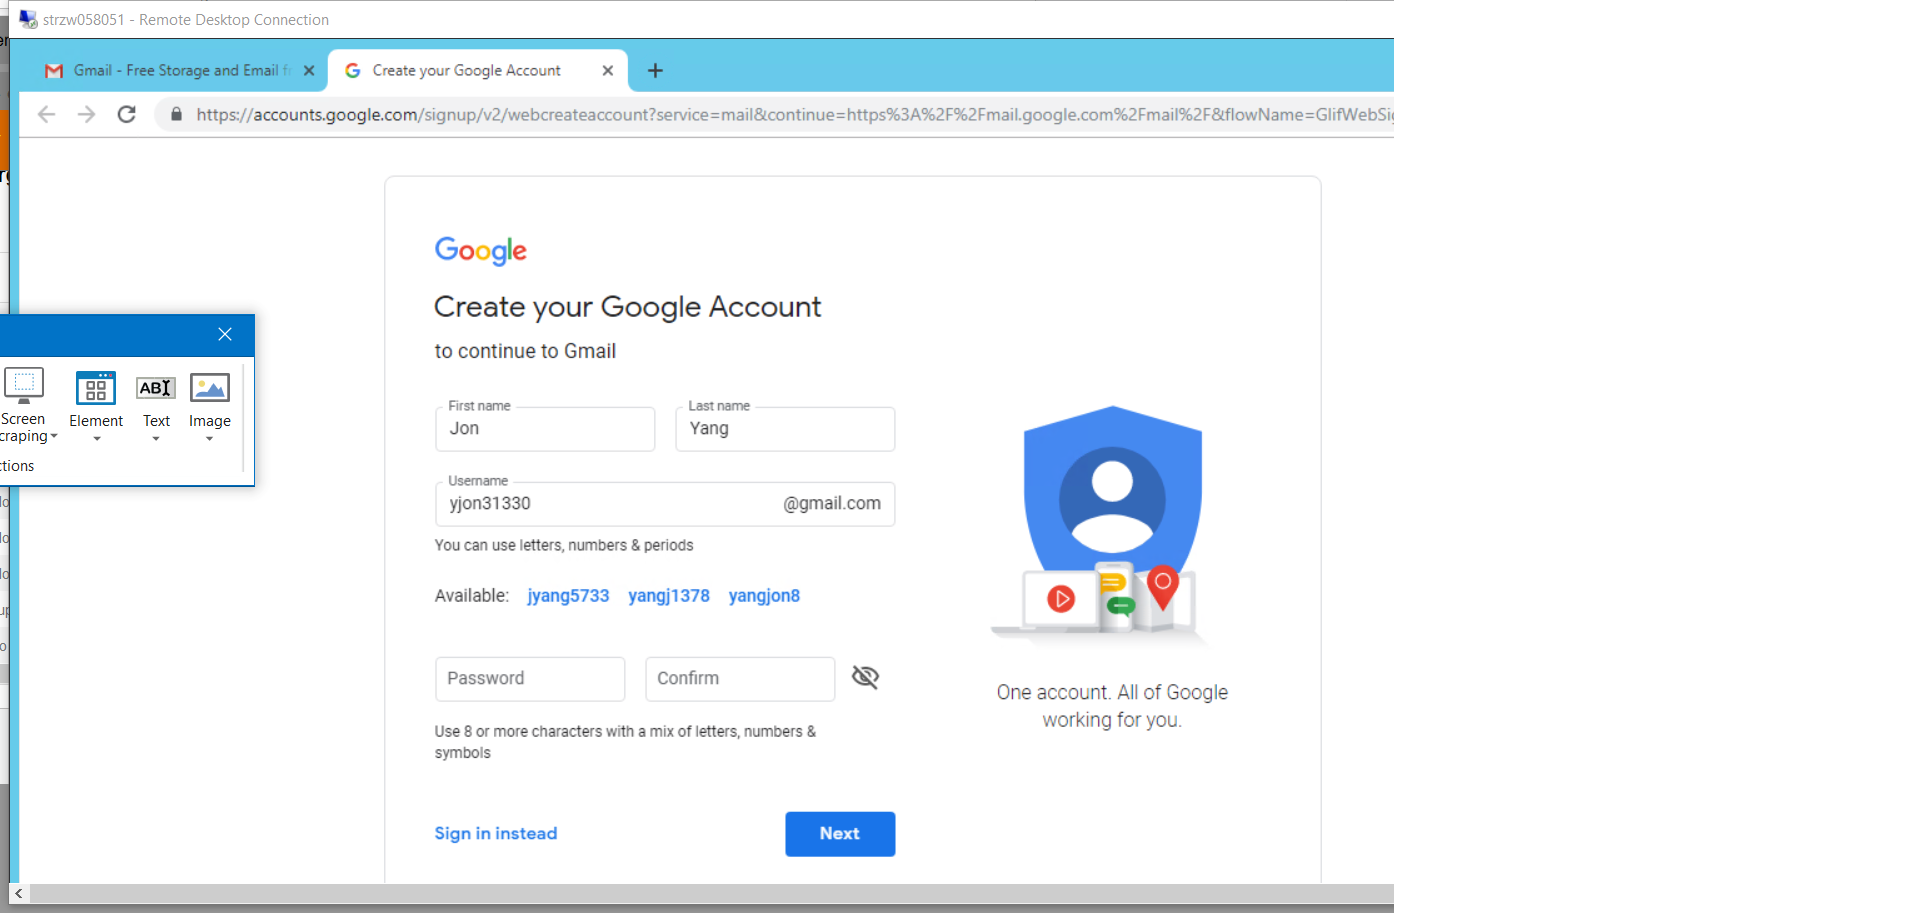 strzw058051 - Remote Desktop Connection
Gmail - Free Storage and Email
Create your Google Account
https://accounts.google.com/signup/v2/webcreateaccount?service=mail&continue=https%3A%2F%2Fmail.google.com%2Fmail%2F&flowName=GlifWebSig
Google
Create your Google Account
to continue to Gmail
First name
Jon
Last name
Yang
Username
yjon31330
@gmail.com
You can use letters, numbers & periods
Available: jyang5733 yangj1378 yangjon8
Password
Confirm
Use 8 or more characters with a mix of letters, numbers &
symbols
Sign in instead
Next
One account. All of Google
working for you.
Screen
craping
Element
Text
Image
ABI
ctions